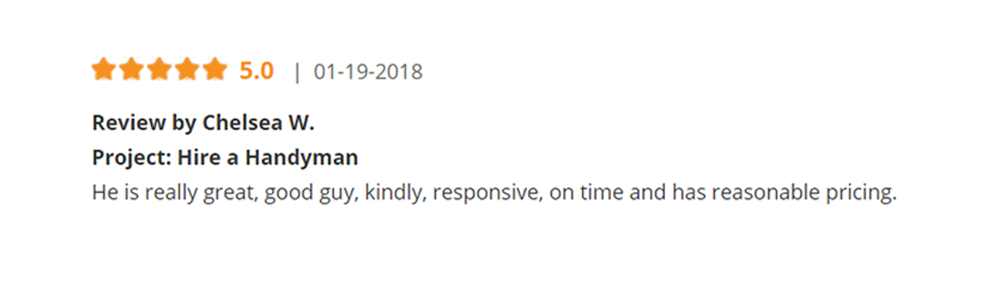 5.0 | 01-19-2018
Review by Chelsea W.
Project: Hire a Handyman
He is really great, good guy, kindly, responsive, on time and has reasonable pricing.